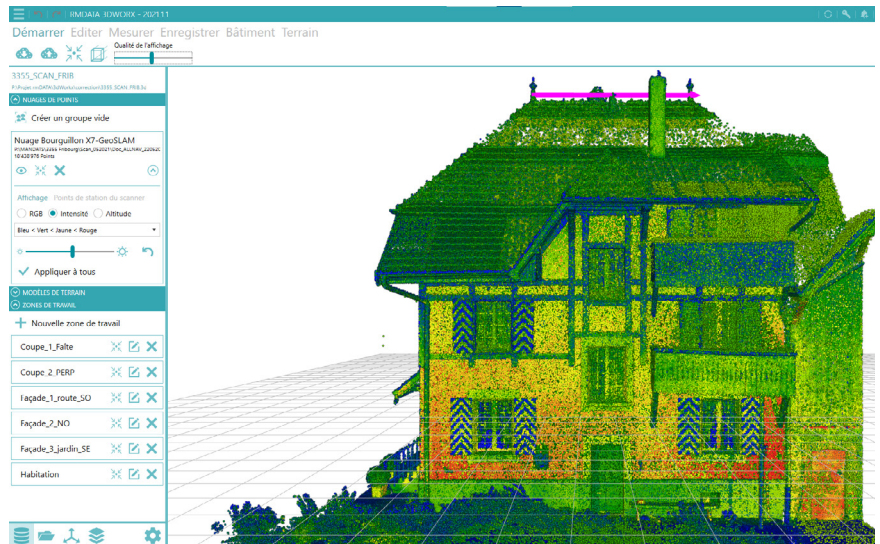 RMDATA 3DWORX - 202111
Démarrer Editer Mesurer Enregistrer Bâtiment Terrain
Qualité de l'affichage
3355_SCAN_FRIB
NUAGES DE POINTS
Créer un groupe vide
Nuage Bourguillon X7-GeoSLAM
Affichage Points de station du scanner
RGB Intensité Altitude
Bleu < Vert < Jaune < Rouge
Appliquer à tous
MODÈLES DE TERRAIN
ZONES DE TRAVAIL
Nouvelle zone de travail
Coupe_1_Faîte
Coupe_2_PERP
Façade_1_route_SO
Façade_2_NO
Façade_3_jardin_SE
Habitation